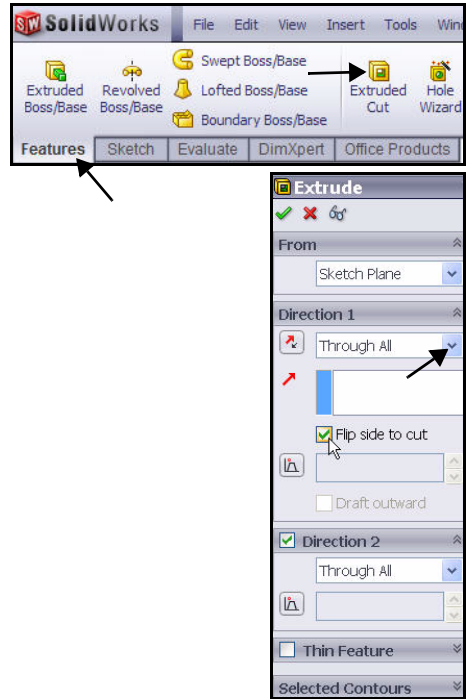 SW SolidWorks File Edit View Insert Tools
Swept Boss/Base
Extruded Boss/Base
Revolved Boss/Base
Lofted Boss/Base
Extruded Cut
Hole Wizard
Boundary Boss/Base
Features Sketch Evaluate DimXpert Office Products
Extrude
From
Sketch Plane
Direction 1
Through All
Flip side to cut
Draft outward
Direction 2
Through All
Thin Feature
Selected Contours